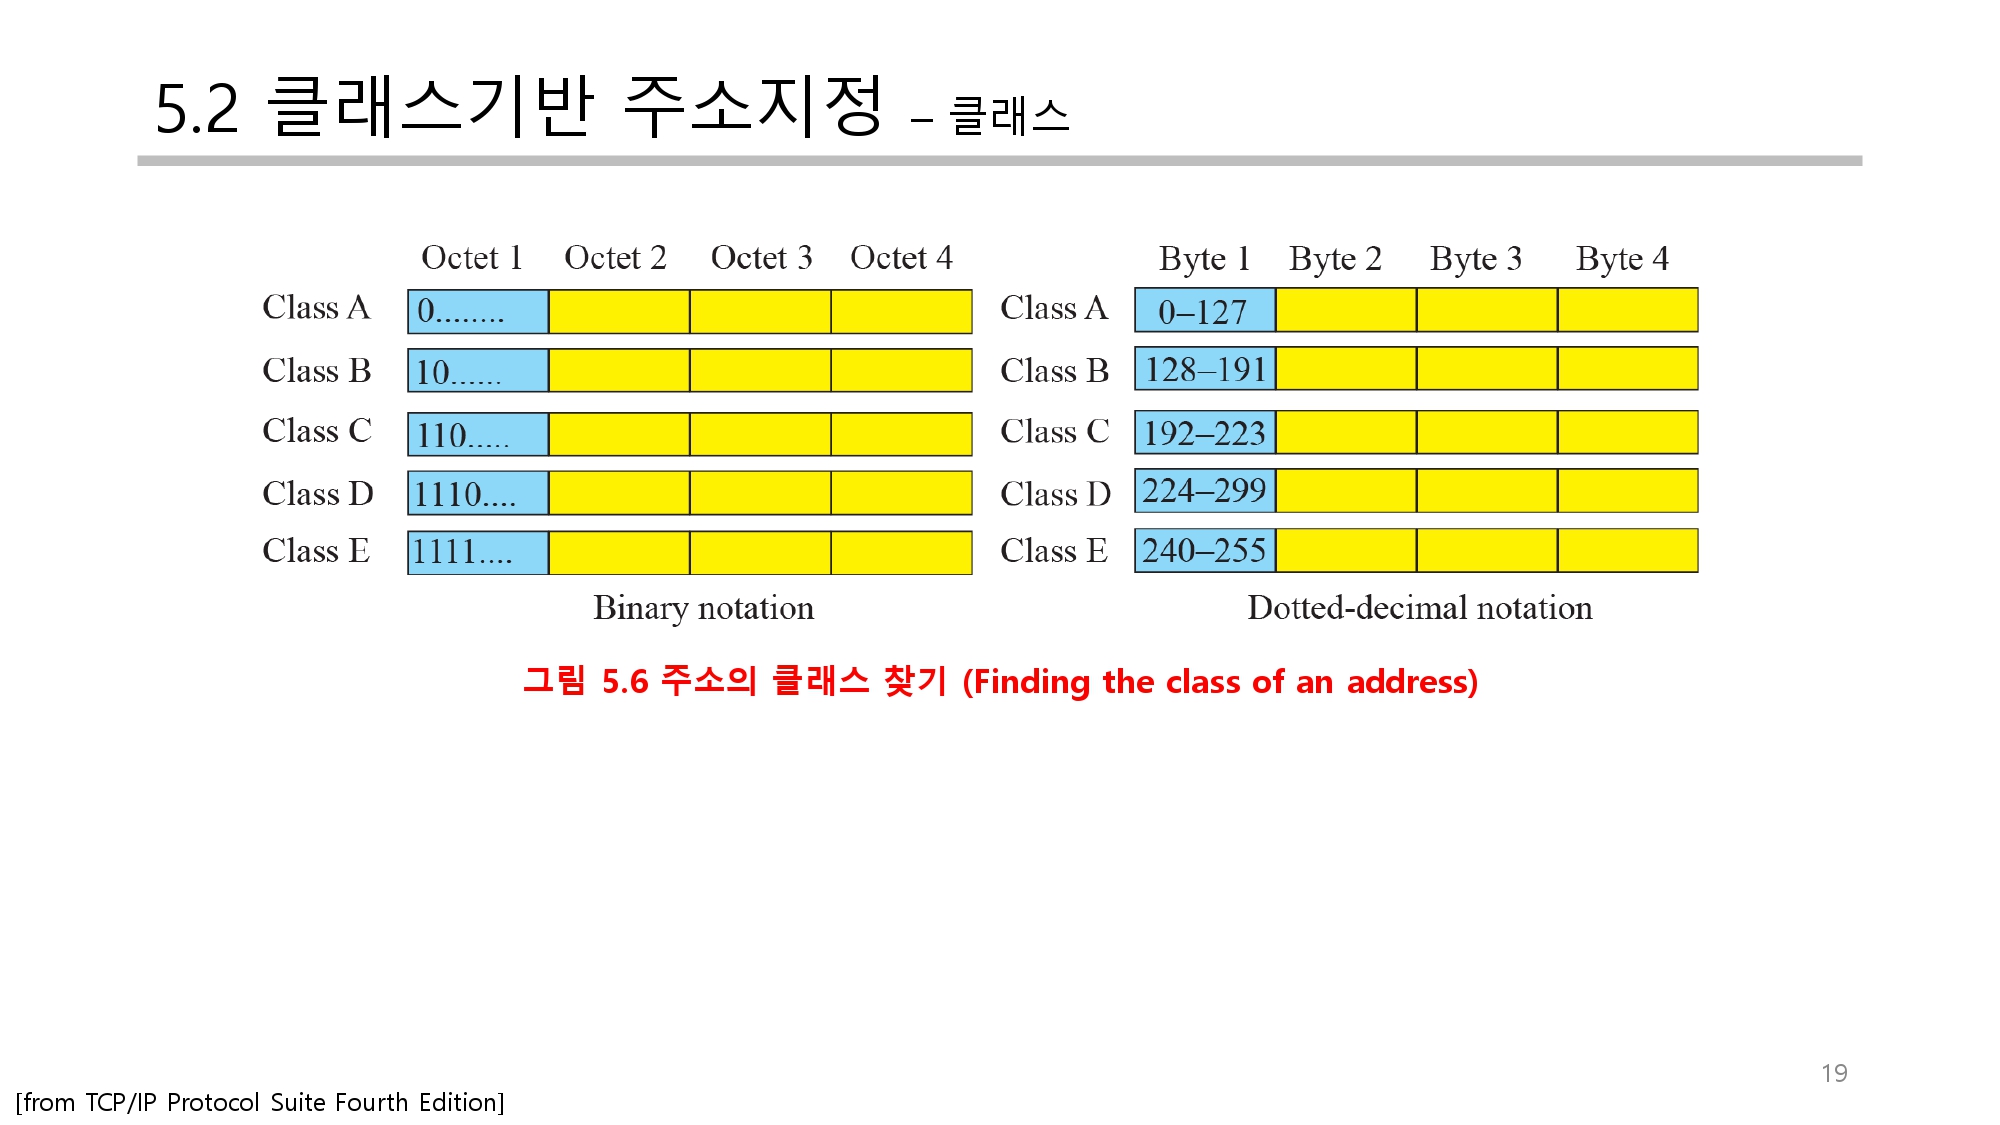 5.2 클래스기반 주소지정 – 클래스
Octet 1 Octet 2 Octet 3 Octet 4
Class A 0........
Class B 10......
Class C 110.....
Class D 1110....
Class E 1111....
Binary notation
Byte 1 Byte 2 Byte 3 Byte 4
Class A 0–127
Class B 128–191
Class C 192–223
Class D 224–299
Class E 240–255
Dotted-decimal notation
그림 5.6 주소의 클래스 찾기 (Finding the class of an address)
19
[from TCP/IP Protocol Suite Fourth Edition]